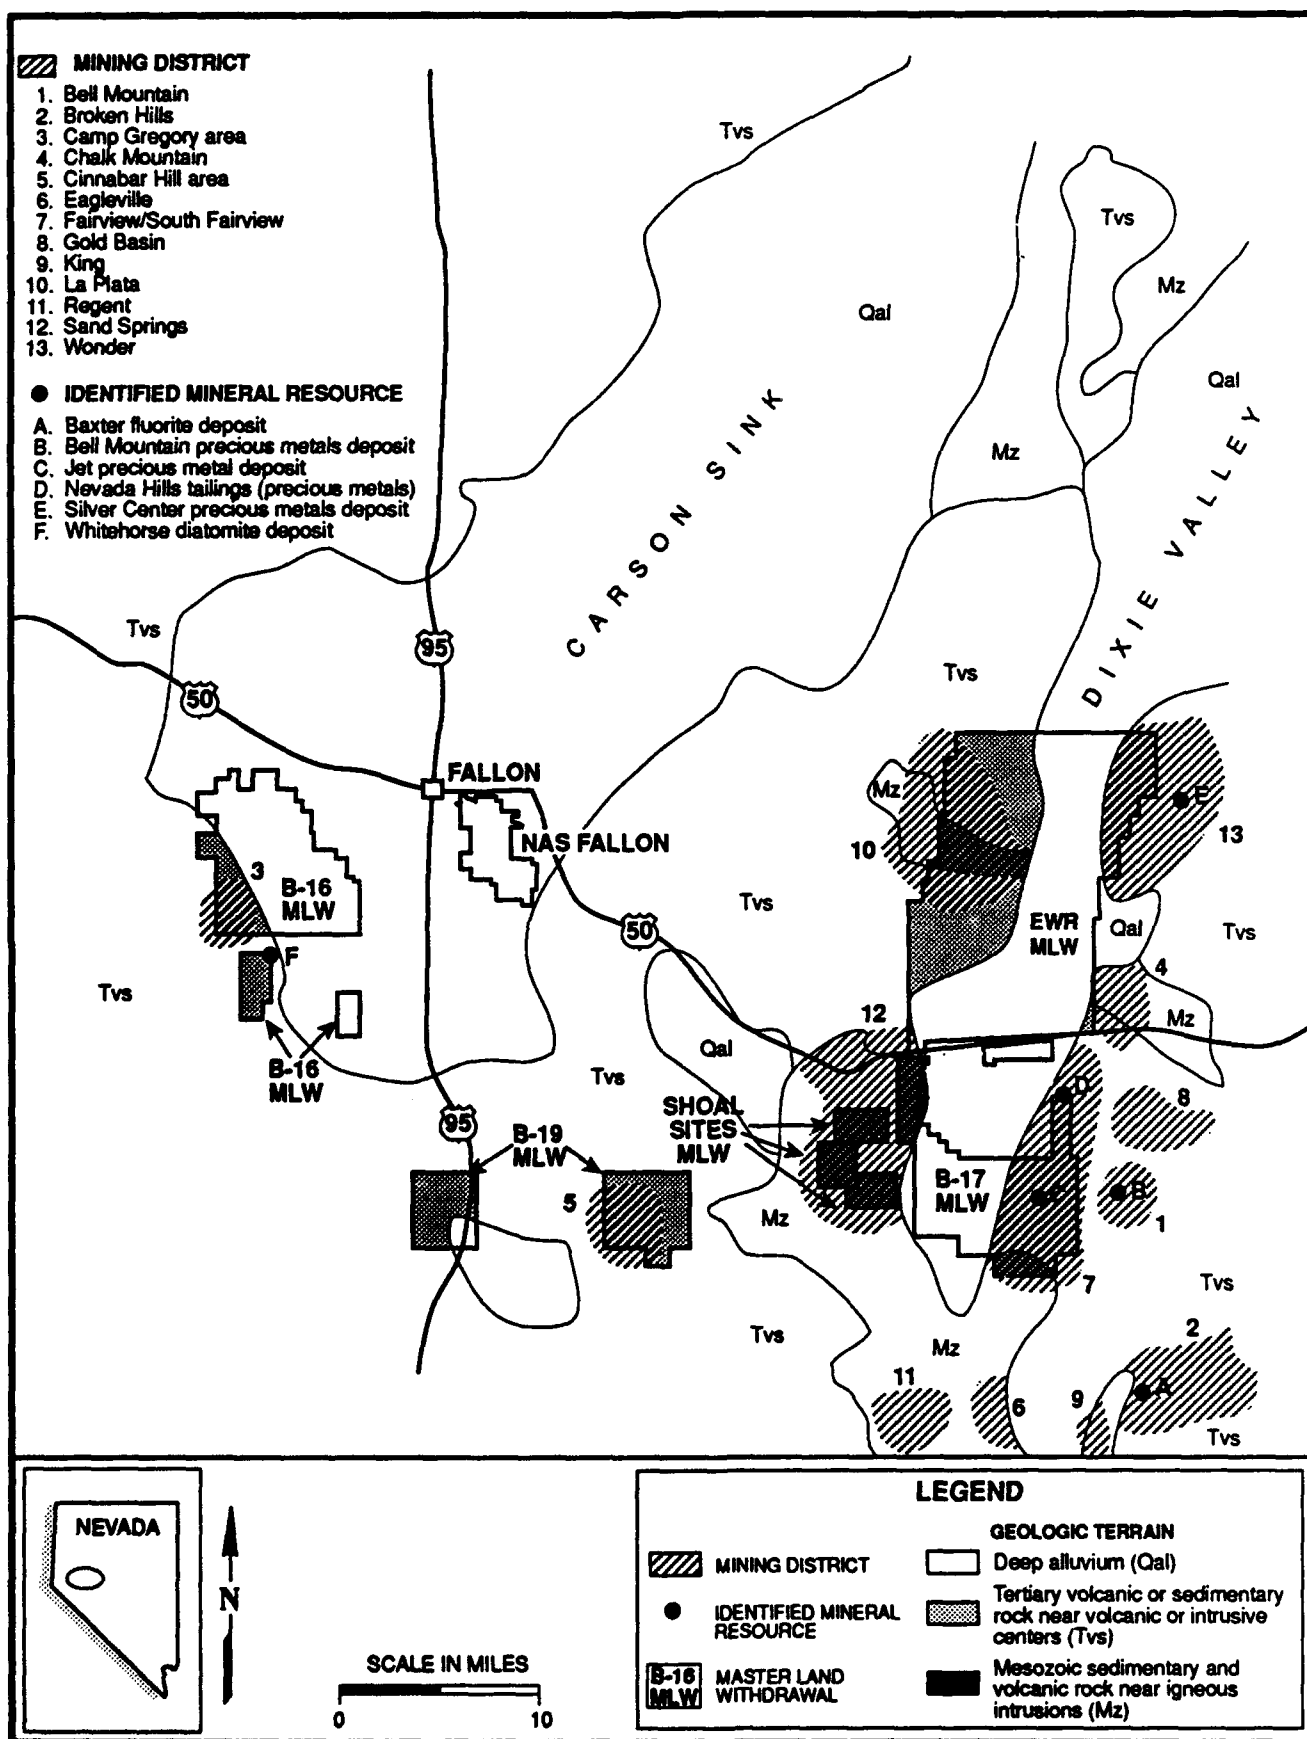 MINING DISTRICT
1. Bell Mountain
2. Broken Hills
3. Camp Gregory area
4. Chalk Mountain
5. Cinnabar Hill area
6. Eagleville
7. Fairview/South Fairview
8. Gold Basin
9. King
10. La Plata
11. Regent
12. Sand Springs
13. Wonder
IDENTIFIED MINERAL RESOURCE
A. Baxter fluorite deposit
B. Bell Mountain precious metals deposit
C. Jet precious metal deposit
D. Nevada Hills tailings (precious metals)
E. Silver Center precious metals deposit
F. Whitehorse diatomite deposit
Tvs
Tvs
Mz
Qal
Qal
CARSON SINK
Mz
DIXIE VALLEY
Tvs
95
50
Tvs
FALLON
NAS FALLON
Mz
10
E
13
3
B-16
MLW
F
Tvs
50
Tvs
EWR
MLW
Qal
Tvs
4
Mz
12
B-16
MLW
Qal
Tvs
95
B-19
MLW
SHOAL
SITES
MLW
D
8
5
B-17
MLW
C
B
1
Mz
7
Tvs
Tvs
Mz
2
11
6
9
A
Tvs
NEVADA
N
SCALE IN MILES
0 10
LEGEND
MINING DISTRICT
IDENTIFIED MINERAL
RESOURCE
B-16
MLW
MASTER LAND
WITHDRAWAL
GEOLOGIC TERRAIN
Deep alluvium (Qal)
Tertiary volcanic or sedimentary
rock near volcanic or intrusive
centers (Tvs)
Mesozoic sedimentary and
volcanic rock near igneous
intrusions (Mz)